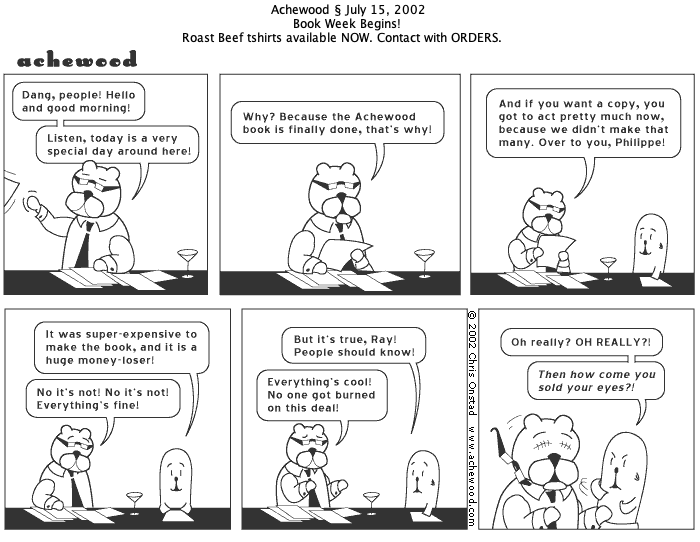 Achewood § July 15, 2002
Book Week Begins!
Roast Beef tshirts available NOW. Contact with ORDERS.
achewood
Dang, people! Hello
and good morning!
Listen, today is a very
special day around here!
Why? Because the Achewood
book is finally done, that's why!
And if you want a copy, you
got to act pretty much now,
because we didn't make that
many. Over to you, Philippe!
It was super-expensive to
make the book, and it is a
huge money-loser!
No it's not! No it's not!
Everything's fine!
But it's true, Ray!
People should know!
Everything's cool!
No one got burned
on this deal!
© 2002 Chris Onstad www.achewood.com
Oh really? OH REALLY?!
Then how come you
sold your eyes?!